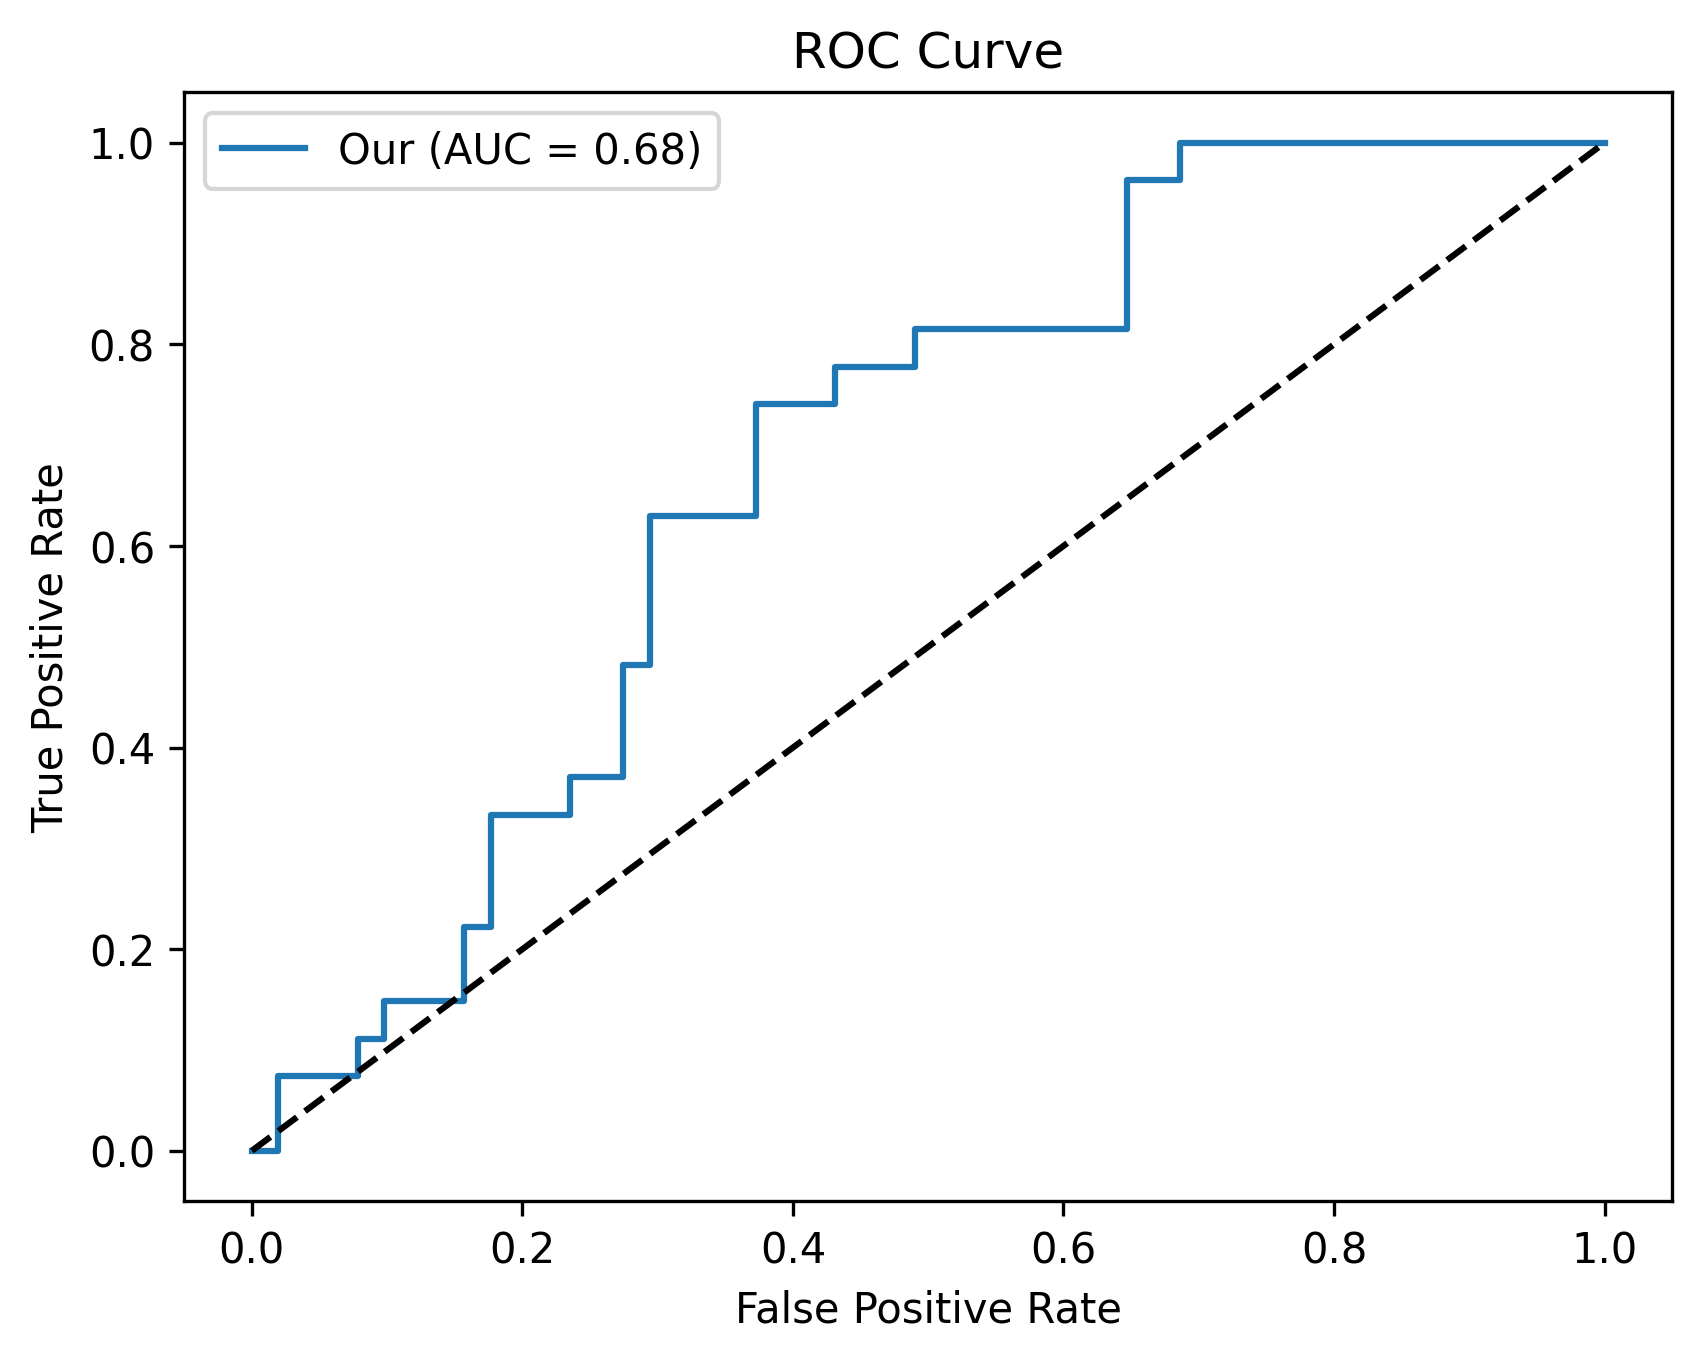 ROC Curve
Our (AUC = 0.68)
1.0
0.8
0.6
0.4
0.2
0.0
True Positive Rate
0.0 0.2 0.4 0.6 0.8 1.0
False Positive Rate